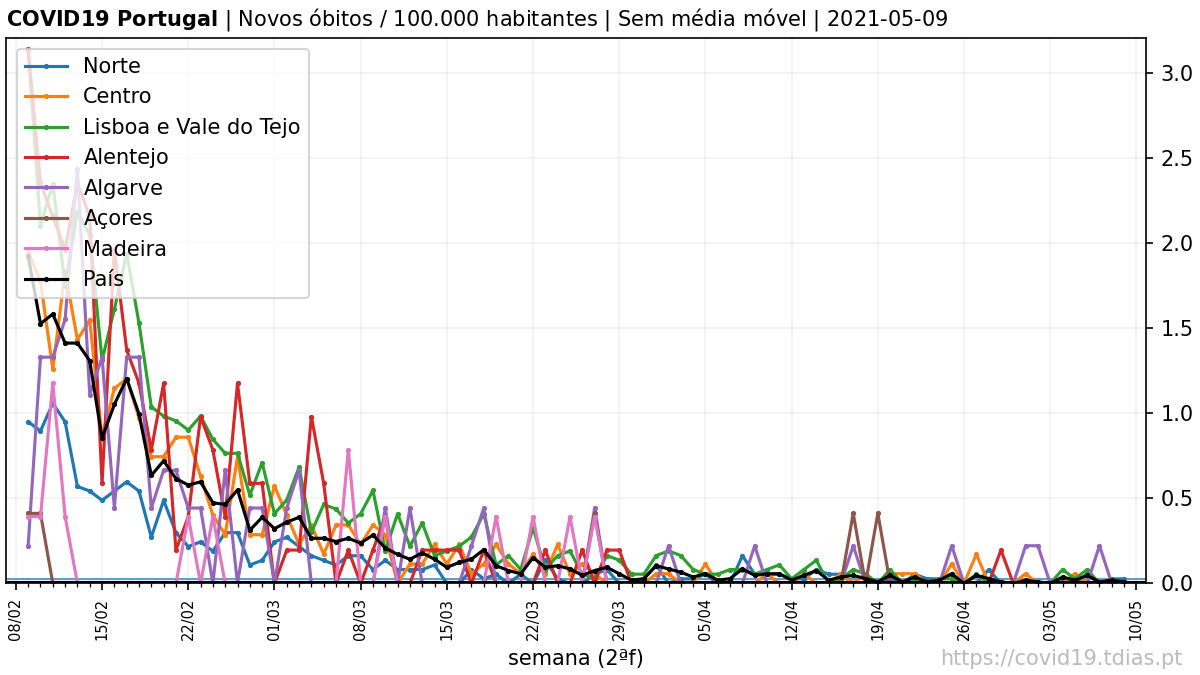 COVID19 Portugal | Novos óbitos / 100.000 habitantes | Sem média móvel | 2021-05-09
Norte
Centro
Lisboa e Vale do Tejo
Alentejo
Algarve
Açores
Madeira
País
3.0
2.5
2.0
1.5
1.0
0.5
0.0
08/02
15/02
22/02
01/03
08/03
15/03
22/03
29/03
05/04
12/04
19/04
26/04
03/05
10/05
semana (2ªf)
https://covid19.tdias.pt